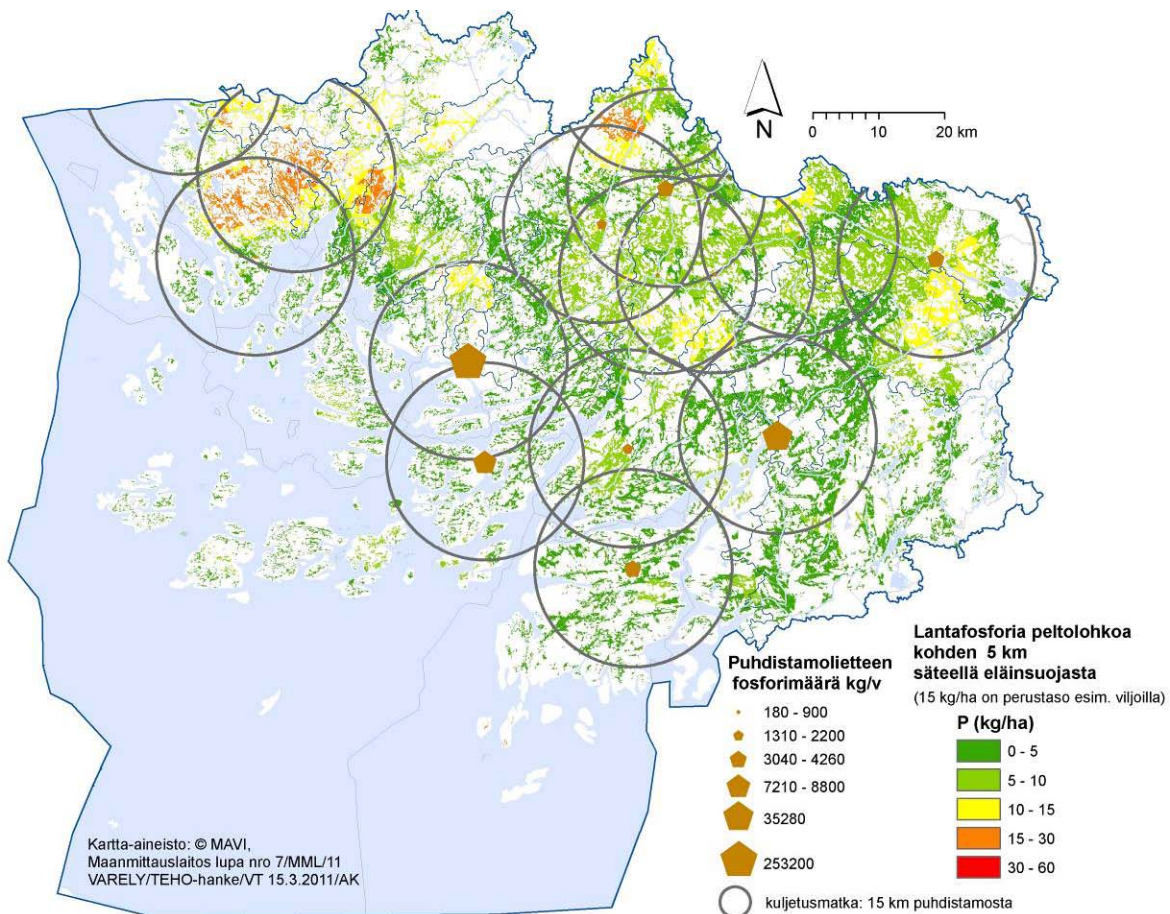 N
0 10 20 km
Puhdistamolietteen
fosforimäärä kg/v
180 - 900
1310 - 2200
3040 - 4260
7210 - 8800
35280
253200
kuljetusmatka: 15 km puhdistamosta
Lantafosforia peltolohkoa
kohden 5 km
säteellä eläinsuojasta
(15 kg/ha on perustaso esim. viljoilla)
P (kg/ha)
0 - 5
5 - 10
10 - 15
15 - 30
30 - 60
Kartta-aineisto: © MAVI,
Maanmittauslaitos lupa nro 7/MML/11
VARELY/TEHO-hanke/VT 15.3.2011/AK